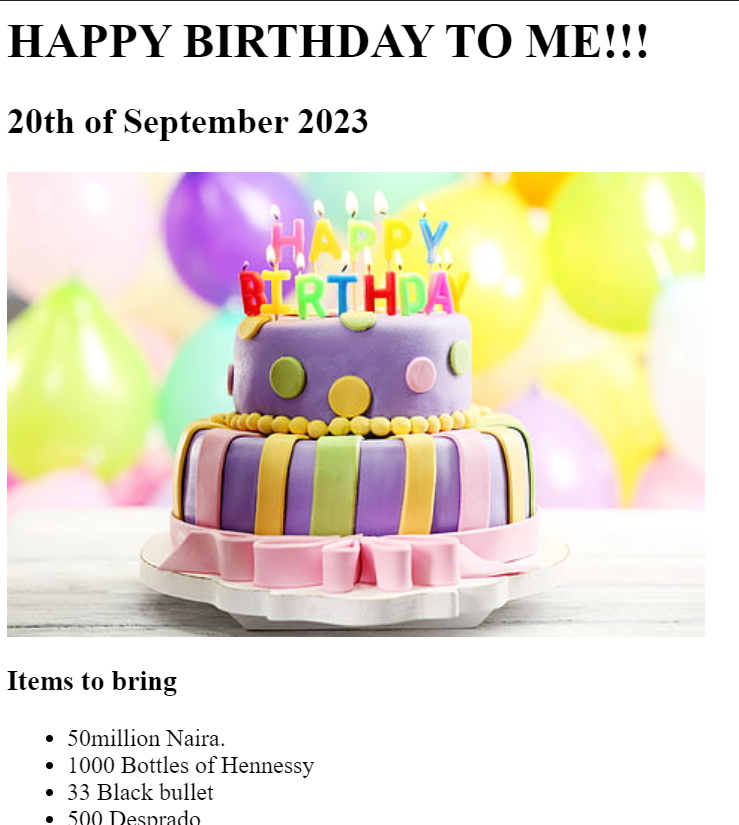 HAPPY BIRTHDAY TO ME!!!
20th of September 2023
HAPPY
BIRTHDAY
Items to bring
50million Naira.
1000 Bottles of Hennessy
33 Black bullet
500 Desprado